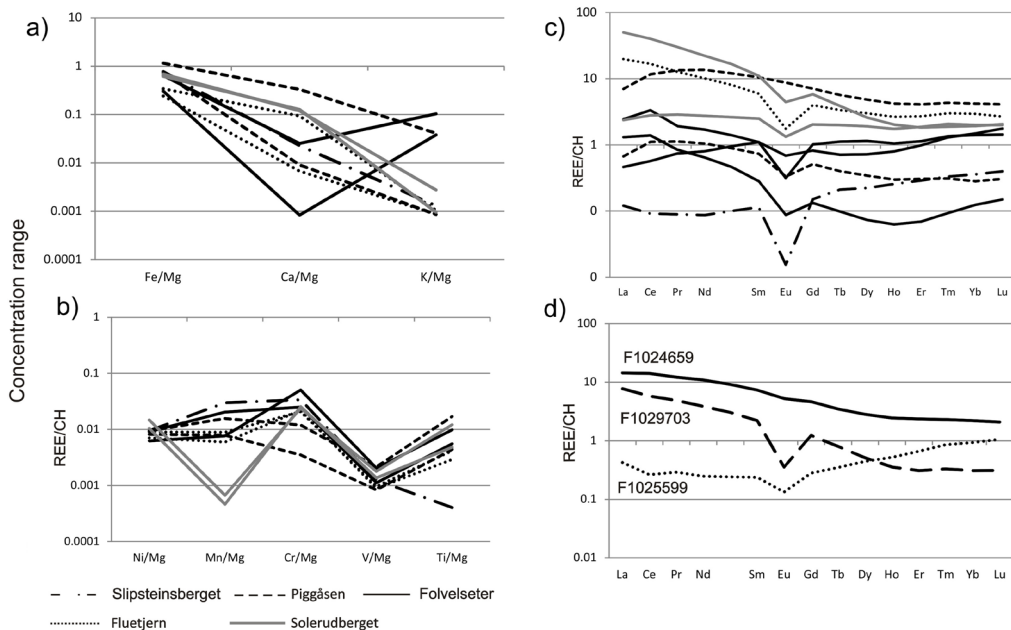 Concentration range
a)
10
1
0.1
0.01
0.001
0.0001
Fe/Mg
Ca/Mg
K/Mg
b)
REE/CH
1
0.1
0.01
0.001
0.0001
Ni/Mg
Mn/Mg
Cr/Mg
V/Mg
Ti/Mg
Slipsteinsberget
Piggåsen
Folvelseter
Fluetjern
Solerudberget
c)
REE/CH
100
10
1
0
0
La Ce Pr Nd Sm Eu Gd Tb Dy Ho Er Tm Yb Lu
d)
REE/CH
100
10
1
0.1
0.01
F1024659
F1029703
F1025599
La Ce Pr Nd Sm Eu Gd Tb Dy Ho Er Tm Yb Lu